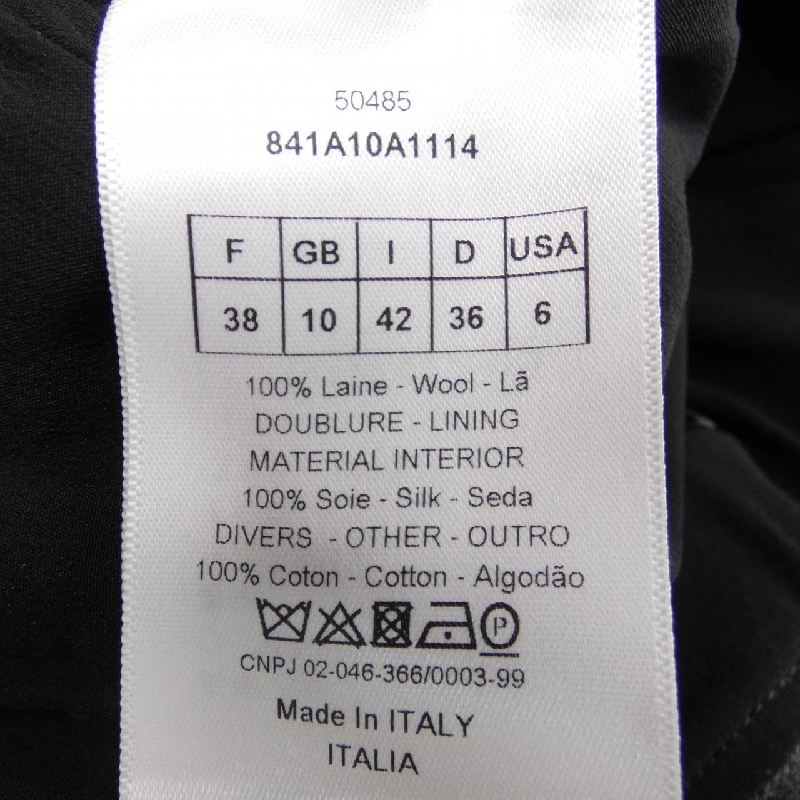 50485
841A10A1114
F GB I D USA
38 10 42 36 6
100% Laine - Wool - Lã
DOUBLURE - LINING
MATERIAL INTERIOR
100% Soie - Silk - Seda
DIVERS - OTHER - OUTRO
100% Coton - Cotton - Algodão
P
CNPJ 02-046-366/0003-99
Made In ITALY
ITALIA